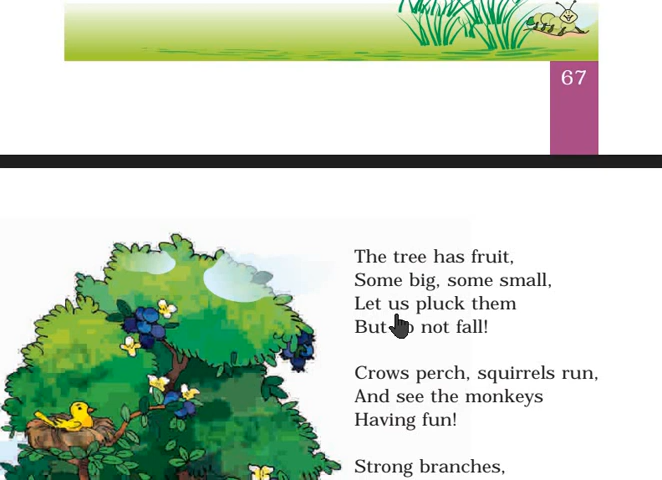 67
The tree has fruit,
Some big, some small,
Let us pluck them
But do not fall!
Crows perch, squirrels run,
And see the monkeys
Having fun!
Strong branches,